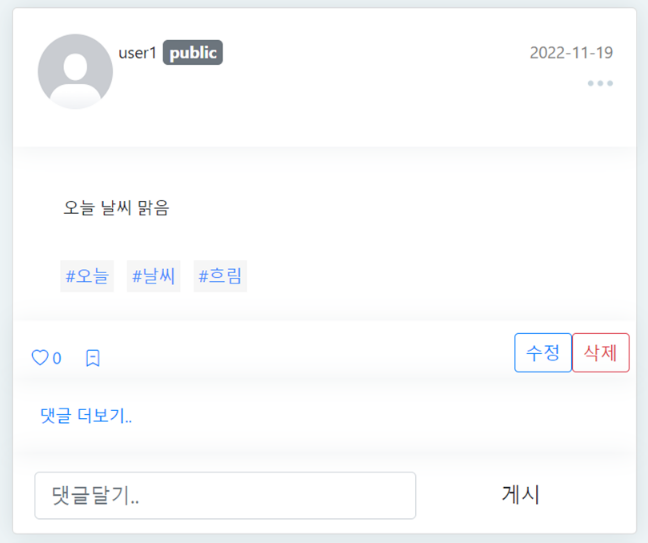 user1 public 2022-11-19
오늘 날씨 맑음
#오늘 #날씨 #흐림
0 수정 삭제
댓글 더보기..
댓글달기.. 게시